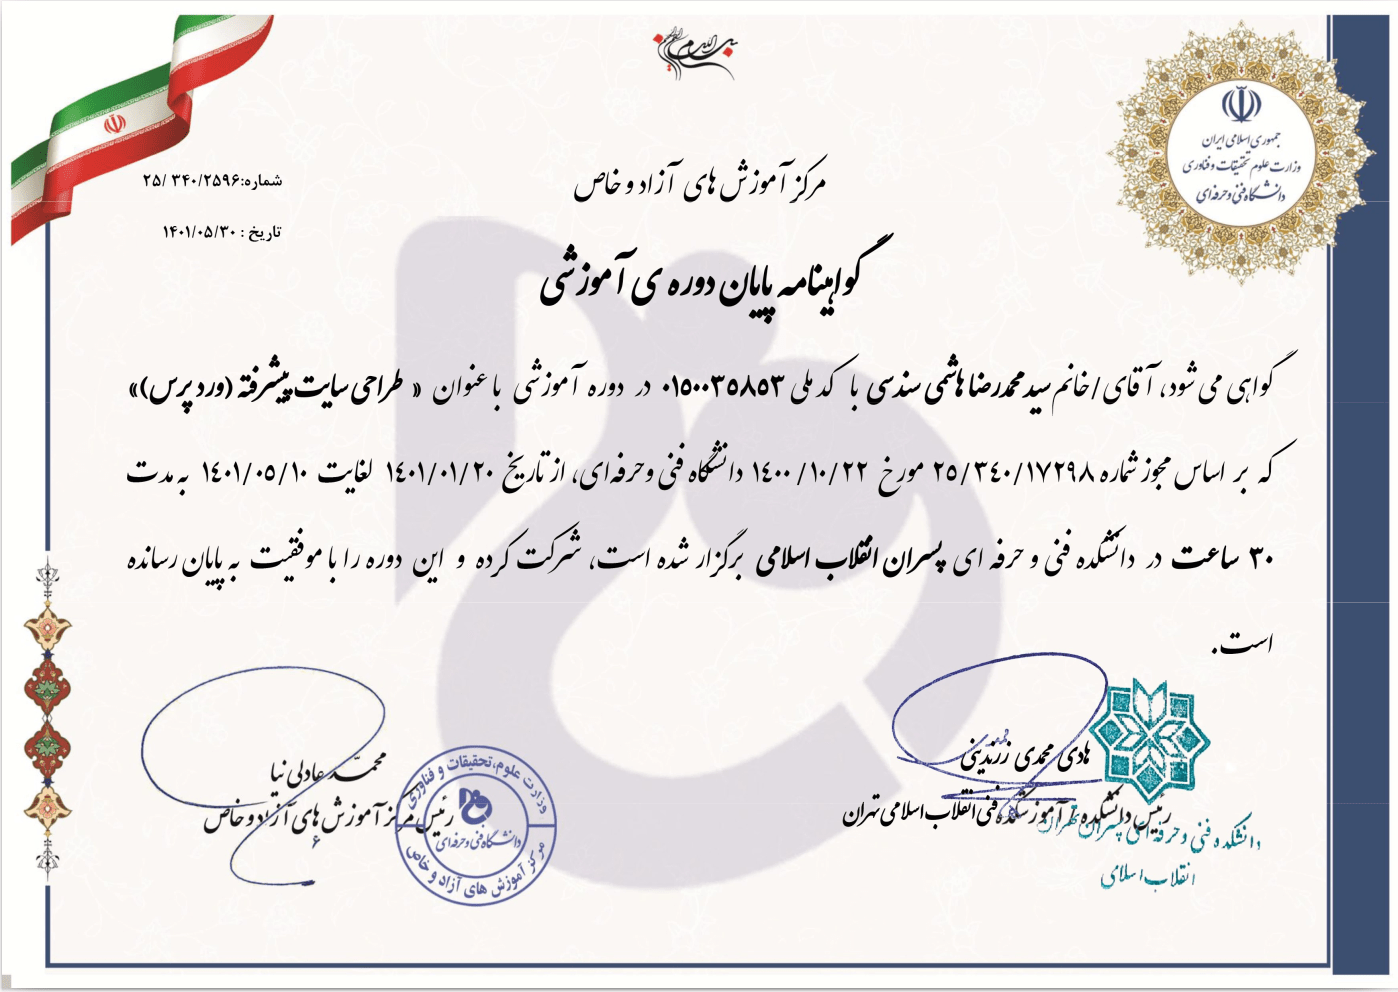 بسم الله الرحمن الرحیم
جمهوری اسلامی ایران
وزارت علوم تحقیقات و فناوری
دانشگاه فنی و حرفه‌ای
شماره:۲۵/ ۳۴۰/۲۵۹۶
تاریخ : ۱۴۰۱/۰۵/۳۰
مرکز آموزش های آزاد و خاص
گواهینامه پایان دوره ی آموزشی
گواهی می شود، آقای/خانم سید محمدرضا هاشمی سندسی با کد ملی ۰۱۵۰۰۳۵۸۵۳ در دوره آموزشی با عنوان « طراحی سایت پیشرفته (ورد پرس)»
که بر اساس مجوز شماره ۲۵/۳۴۰/۱۷۲۹۸ مورخ ۱۴۰۰/۱۰/۲۲ دانشگاه فنی وحرفه‌ای، از تاریخ ۱۴۰۱/۰۱/۲۰ لغایت ۱۴۰۱/۰۵/۱۰ به مدت
۳۰ ساعت در دانشکده فنی و حرفه ای پسران انقلاب اسلامی برگزار شده است، شرکت کرده و این دوره را با موفقیت به پایان رسانده
است.
هادی محمدی زرندینی
رئیس دانشکده / آموزشکده فنی انقلاب اسلامی تهران
دانشکده فنی و حرفه ای پسران تهران
انقلاب اسلامی
محمد عادلی نیا
رئیس مرکز آموزش های آزاد و خاص
وزارت علوم، تحقیقات و فناوری
دانشگاه فنی و حرفه‌ای
مرکز آموزش های آزاد و خاص